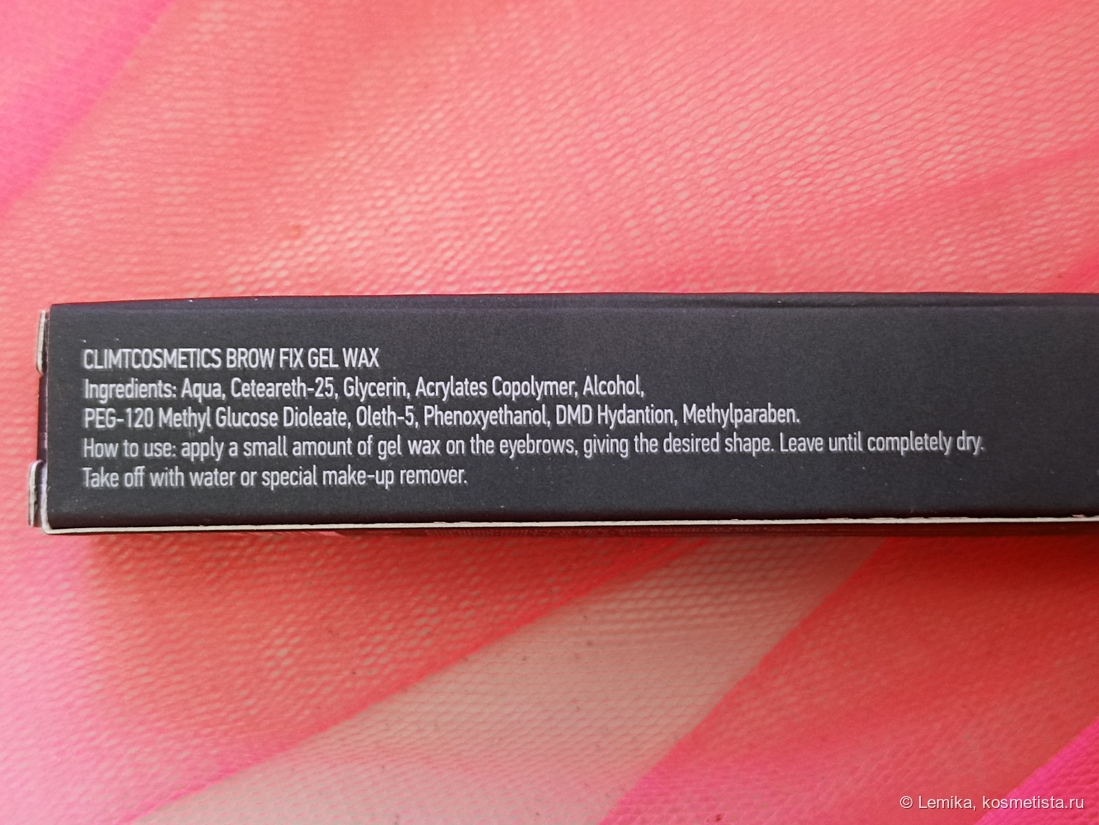 CLIMTCOSMETICS BROW FIX GEL WAX
Ingredients: Aqua, Ceteareth-25, Glycerin, Acrylates Copolymer, Alcohol,
PEG-120 Methyl Glucose Dioleate, Oleth-5, Phenoxyethanol, DMD Hydantion, Methylparaben.
How to use: apply a small amount of gel wax on the eyebrows, giving the desired shape. Leave until completely dry.
Take off with water or special make-up remover.
© Lemika, kosmetista.ru